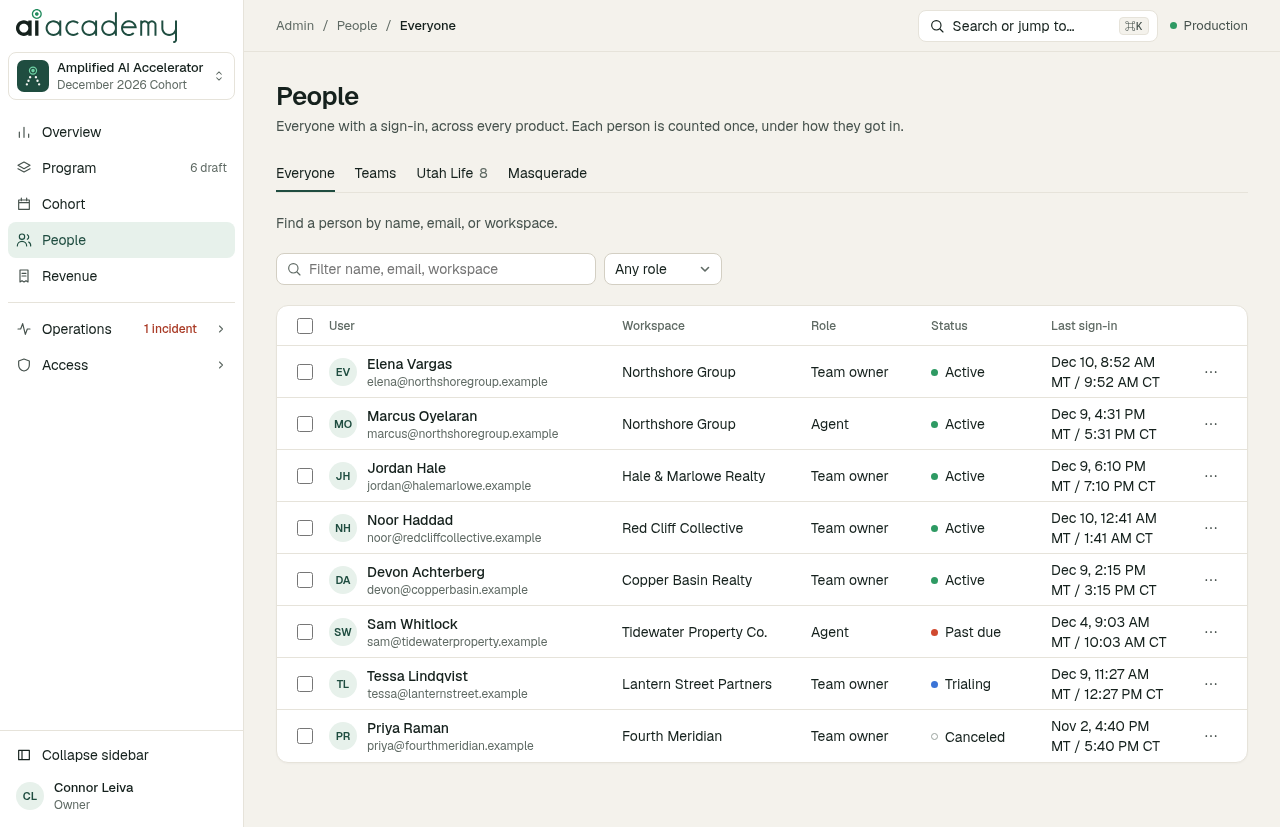 ai academy
Amplified AI Accelerator
December 2026 Cohort
Overview
Program 6 draft
Cohort
People
Revenue
Operations 1 incident
Access
Collapse sidebar
CL Connor Leiva
Owner
Admin / People / Everyone
Search or jump to... ⌘K
Production
People
Everyone with a sign-in, across every product. Each person is counted once, under how they got in.
Everyone Teams Utah Life 8 Masquerade
Find a person by name, email, or workspace.
Filter name, email, workspace
Any role
User Workspace Role Status Last sign-in
EV Elena Vargas
elena@northshoregroup.example
Northshore Group Team owner Active
Dec 10, 8:52 AM
MT / 9:52 AM CT
MO Marcus Oyelaran
marcus@northshoregroup.example
Northshore Group Agent Active
Dec 9, 4:31 PM
MT / 5:31 PM CT
JH Jordan Hale
jordan@halemarlowe.example
Hale & Marlowe Realty Team owner Active
Dec 9, 6:10 PM
MT / 7:10 PM CT
NH Noor Haddad
noor@redcliffcollective.example
Red Cliff Collective Team owner Active
Dec 10, 12:41 AM
MT / 1:41 AM CT
DA Devon Achterberg
devon@copperbasin.example
Copper Basin Realty Team owner Active
Dec 9, 2:15 PM
MT / 3:15 PM CT
SW Sam Whitlock
sam@tidewaterproperty.example
Tidewater Property Co. Agent Past due
Dec 4, 9:03 AM
MT / 10:03 AM CT
TL Tessa Lindqvist
tessa@lanternstreet.example
Lantern Street Partners Team owner Trialing
Dec 9, 11:27 AM
MT / 12:27 PM CT
PR Priya Raman
priya@fourthmeridian.example
Fourth Meridian Team owner Canceled
Nov 2, 4:40 PM
MT / 5:40 PM CT